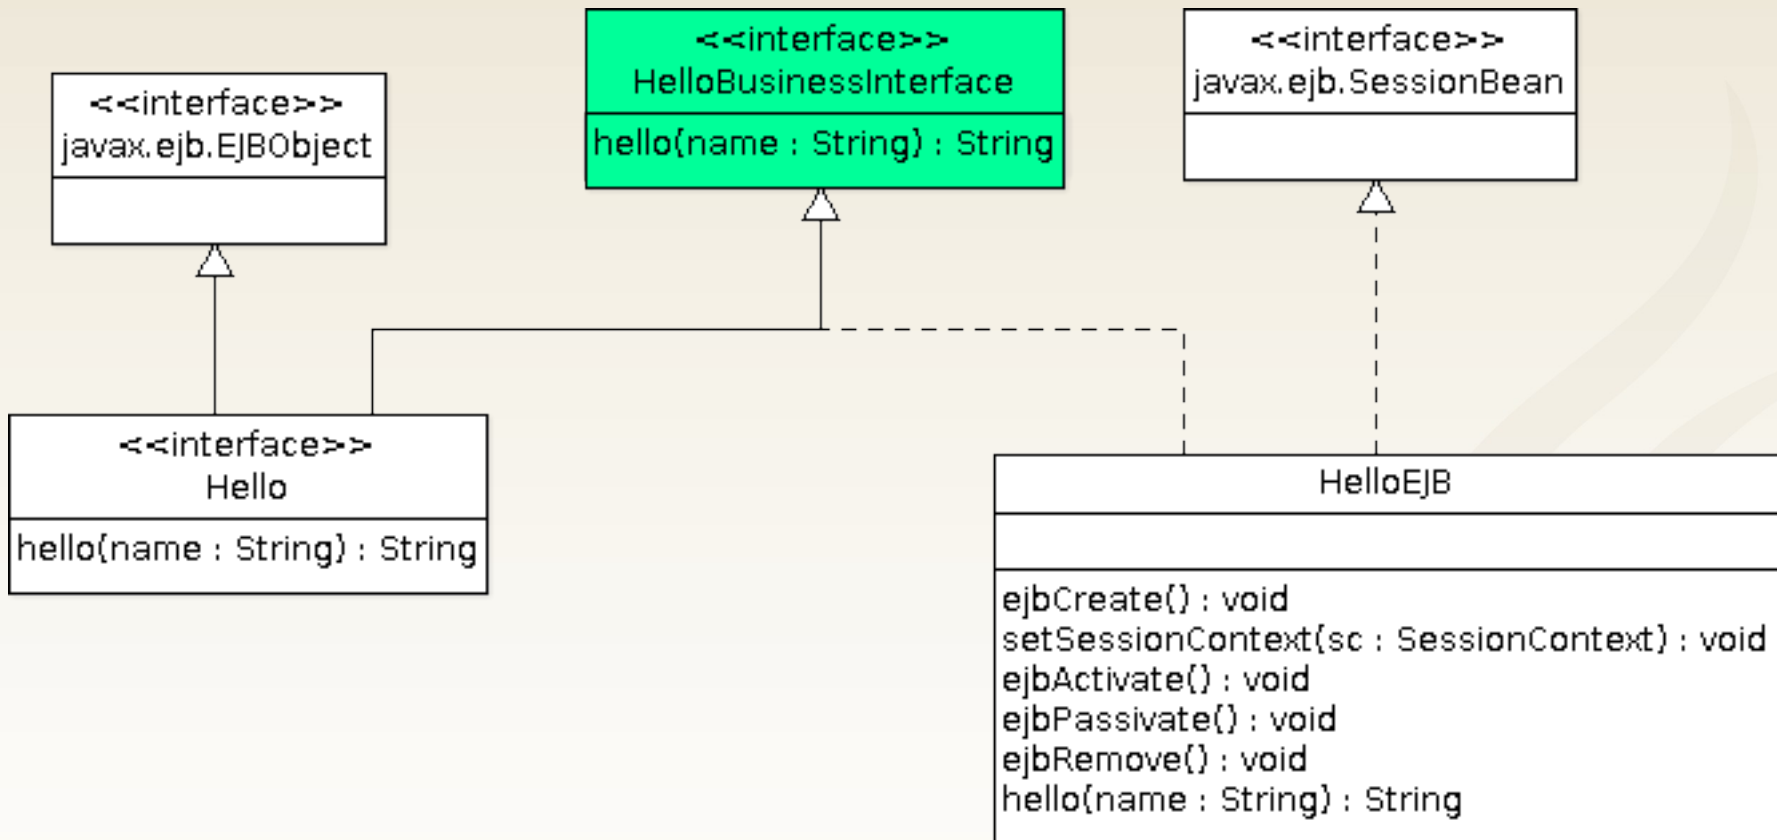 <<interface>>
javax.ejb.EJBObject
<<interface>>
HelloBusinessInterface
hello(name : String) : String
<<interface>>
javax.ejb.SessionBean
<<interface>>
Hello
hello(name : String) : String
HelloEJB
ejbCreate() : void
setSessionContext(sc : SessionContext) : void
ejbActivate() : void
ejbPassivate() : void
ejbRemove() : void
hello(name : String) : String